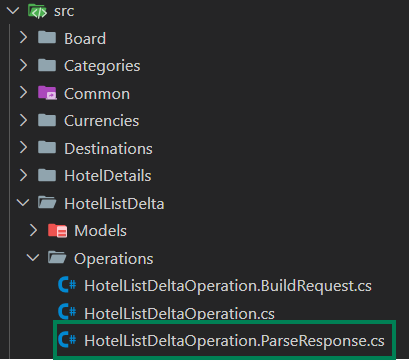 src
Board
Categories
Common
Currencies
Destinations
HotelDetails
HotelListDelta
Models
Operations
C# HotelListDeltaOperation.BuildRequest.cs
C# HotelListDeltaOperation.cs
C# HotelListDeltaOperation.ParseResponse.cs